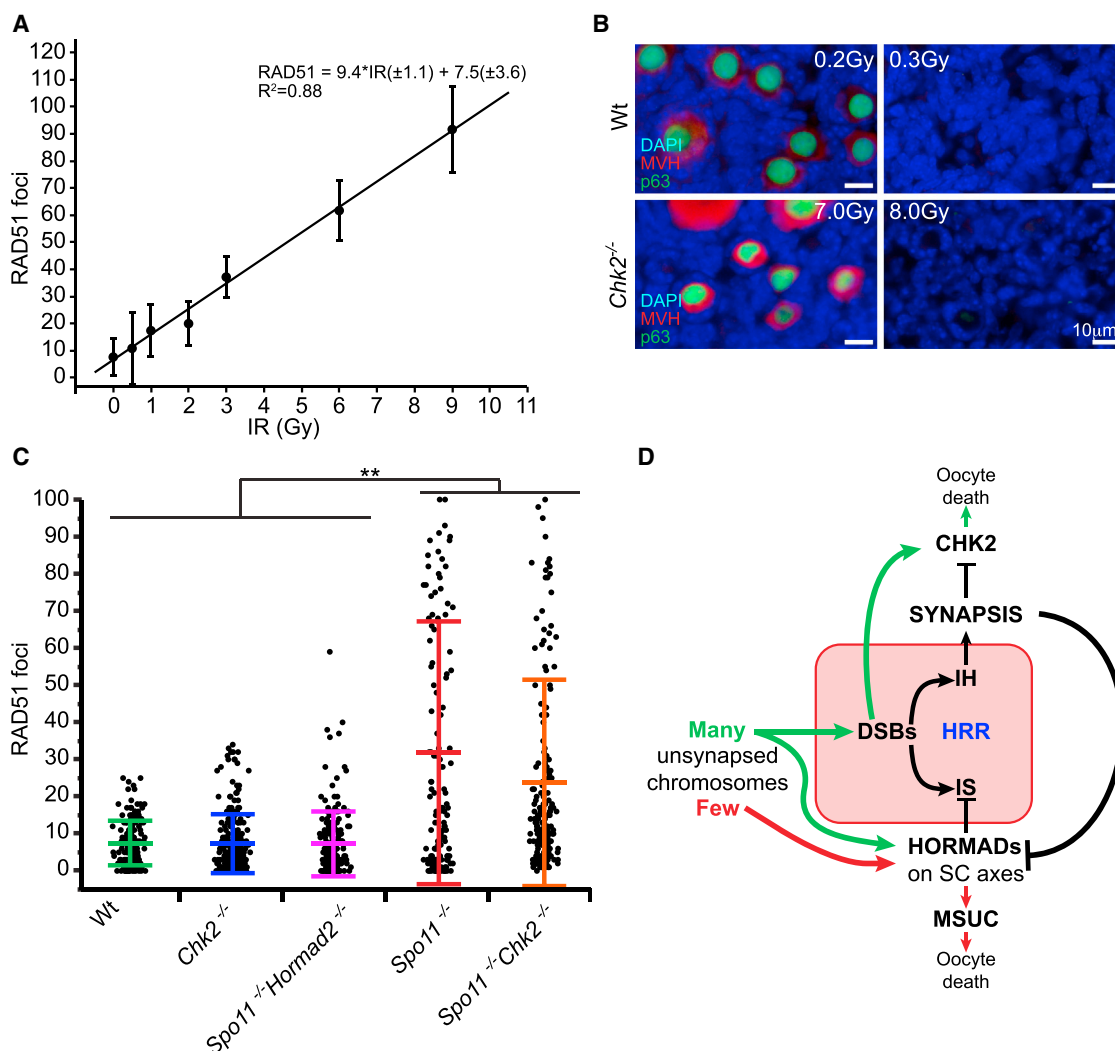 A
120
110
100
90
80
70
60
50
40
30
20
10
0
RAD51 foci
RAD51 = 9.4*IR(±1.1) + 7.5(±3.6)
R²=0.88
0 1 2 3 4 5 6 7 8 9 10 11
IR (Gy)
B
Wt
0.2Gy
DAPI
MVH
p63
0.3Gy
Chk2-/-
7.0Gy
DAPI
MVH
p63
8.0Gy
10μm
C
**
100
90
80
70
60
50
40
30
20
10
0
RAD51 foci
Wt
Chk2-/-
Spo11-/-Hormad2-/-
Spo11-/-
Spo11-/-Chk2-/-
D
Oocyte
death
CHK2
SYNAPSIS
IH
DSBs
HRR
IS
Many
unsynapsed
chromosomes
Few
HORMADs
on SC axes
MSUC
Oocyte
death